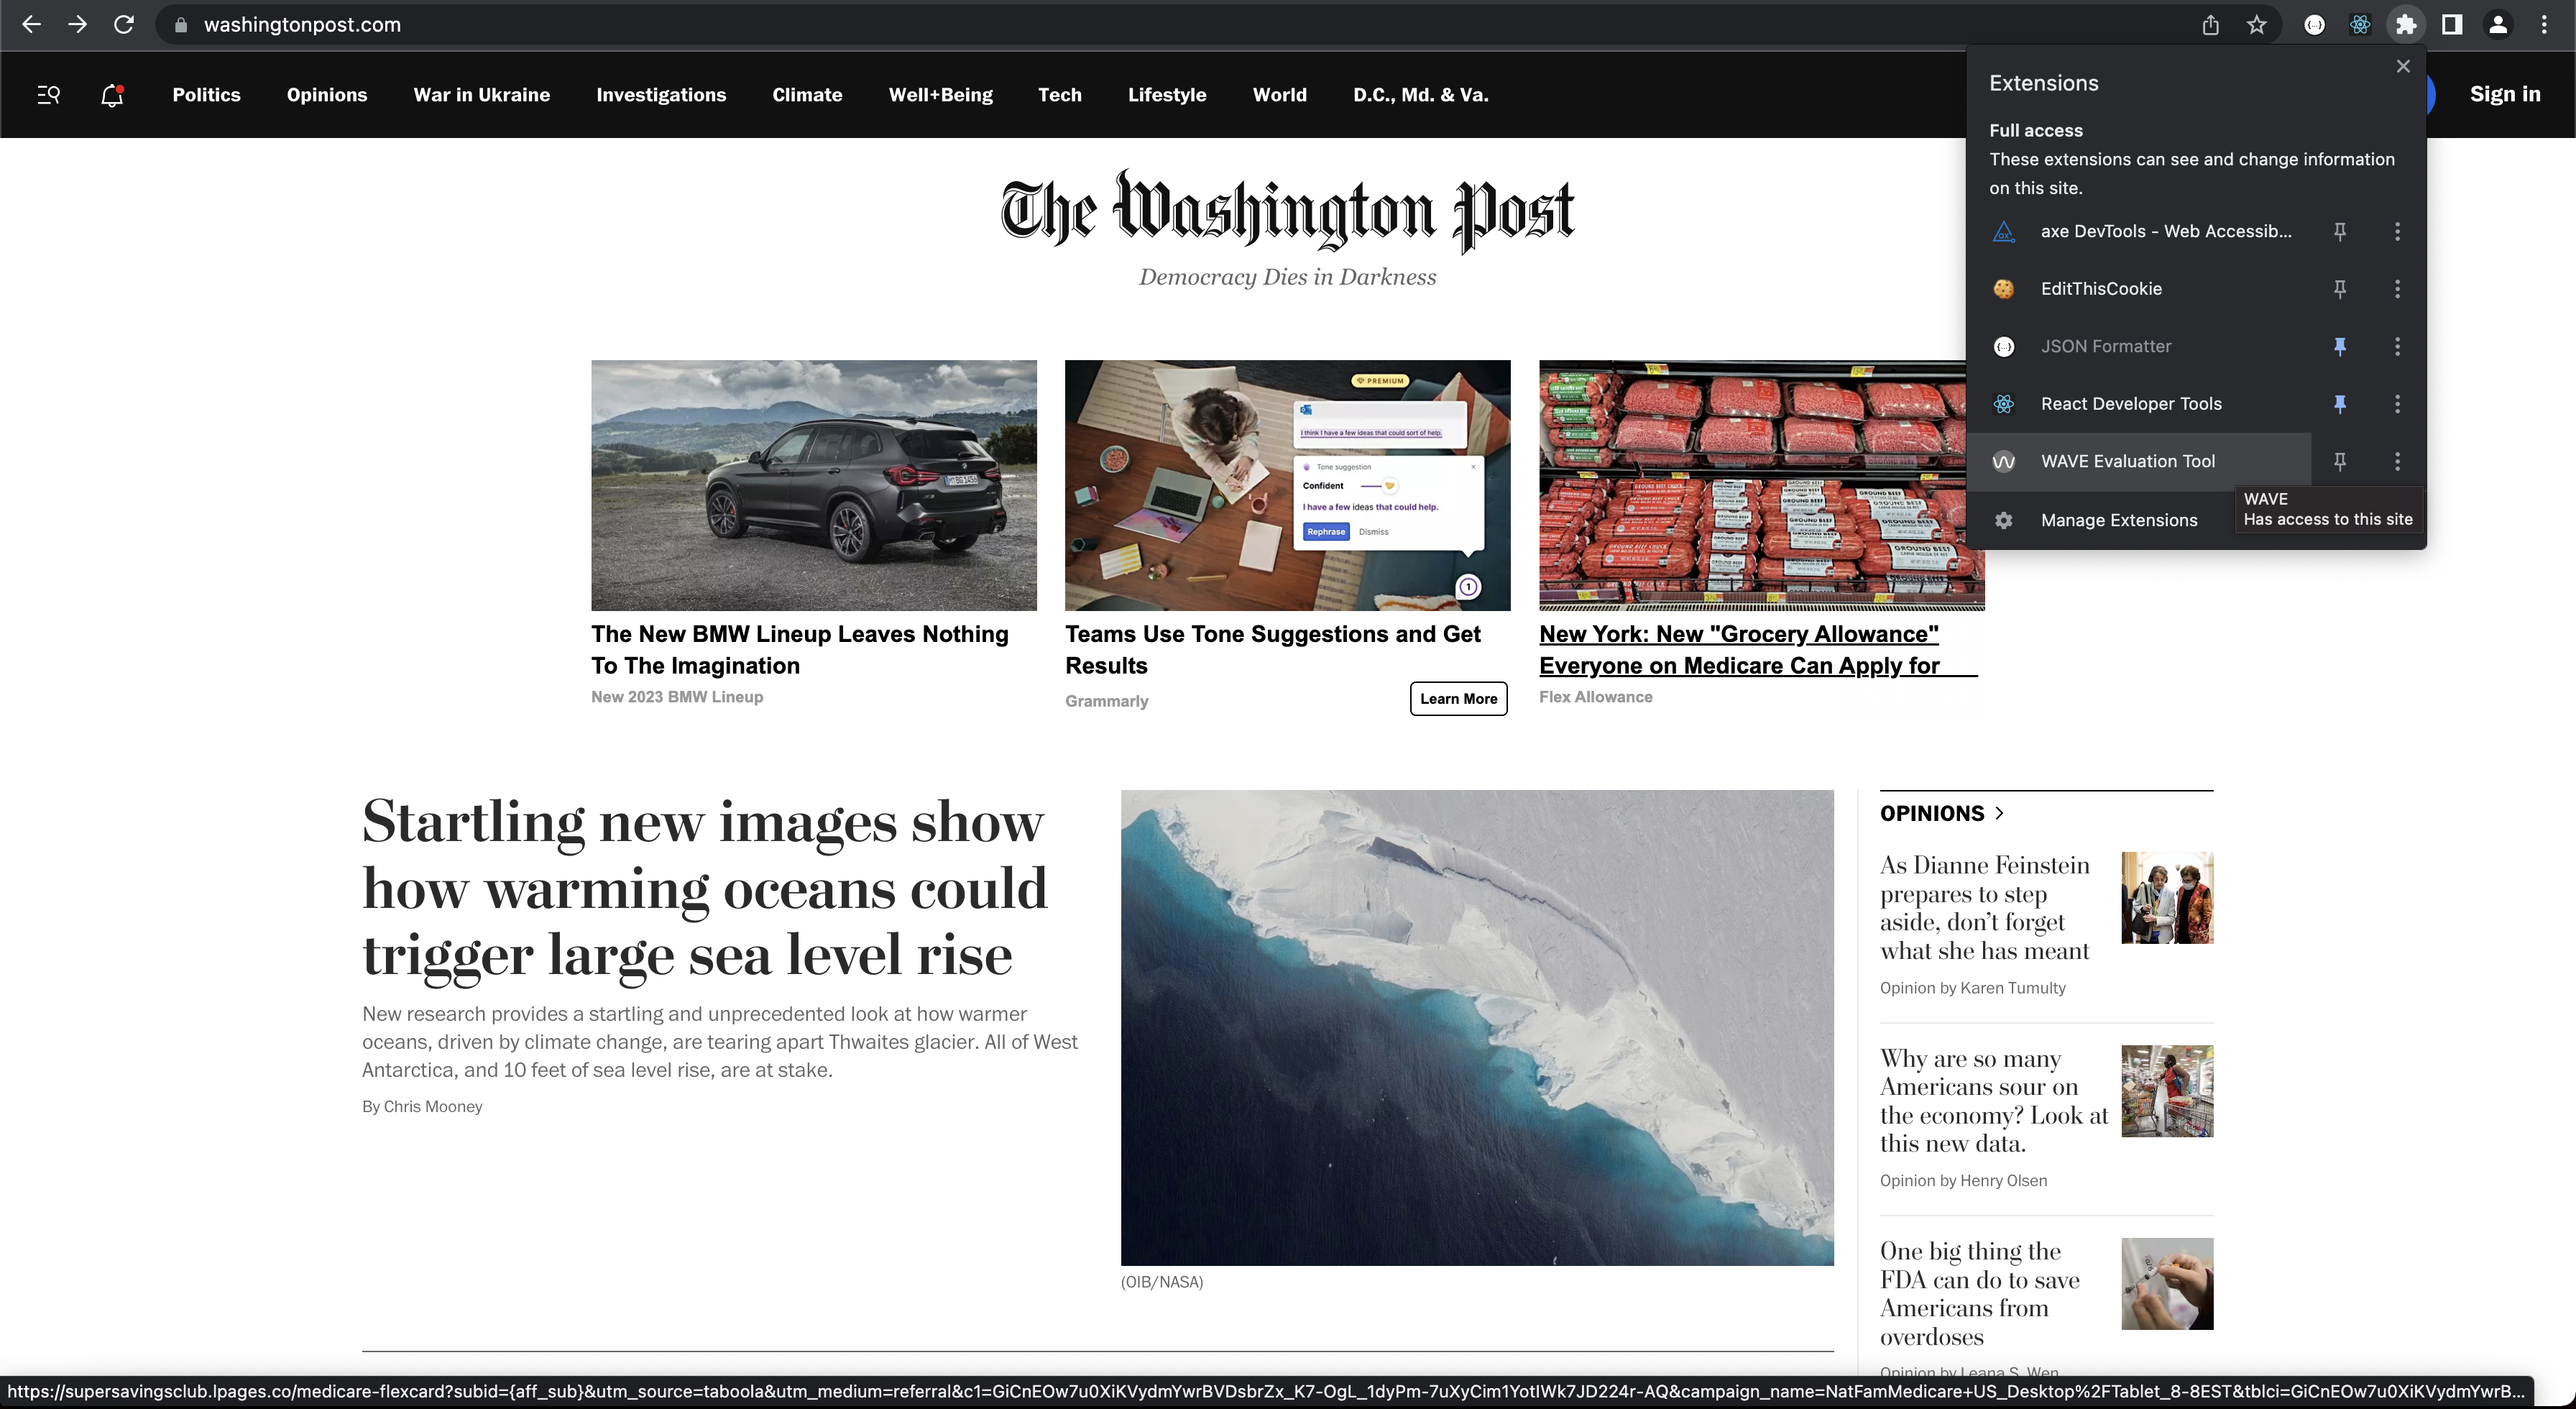 washingtonpost.com
Politics Opinions War in Ukraine Investigations Climate Well+Being Tech Lifestyle World D.C., Md. & Va. Sign in
Extensions
Full access
These extensions can see and change information
on this site.
axe DevTools - Web Accessib...
EditThisCookie
JSON Formatter
React Developer Tools
WAVE Evaluation Tool
WAVE
Has access to this site
Manage Extensions
The Washington Post
Democracy Dies in Darkness
PREMIUM
I think I have a few ideas that could sort of help.
Tone suggestion
Confident
I have a few ideas that could help.
Rephrase Dismiss
1
GROUND BEEF
The New BMW Lineup Leaves Nothing
To The Imagination
New 2023 BMW Lineup
Teams Use Tone Suggestions and Get
Results
Grammarly
Learn More
New York: New "Grocery Allowance"
Everyone on Medicare Can Apply for ___
Flex Allowance
Startling new images show
how warming oceans could
trigger large sea level rise
New research provides a startling and unprecedented look at how warmer
oceans, driven by climate change, are tearing apart Thwaites glacier. All of West
Antarctica, and 10 feet of sea level rise, are at stake.
By Chris Mooney
(OIB/NASA)
OPINIONS >
As Dianne Feinstein
prepares to step
aside, don’t forget
what she has meant
Opinion by Karen Tumulty
Why are so many
Americans sour on
the economy? Look at
this new data.
Opinion by Henry Olsen
One big thing the
FDA can do to save
Americans from
overdoses
Opinion by Leana S. Wen
https://supersavingsclub.lpages.co/medicare-flexcard?subid={aff_sub}&utm_source=taboola&utm_medium=referral&c1=GiCnEOw7u0XiKVydmYwrBVDsbrZx_K7-OgL_1dyPm-7uXyCim1YotIWk7JD224r-AQ&campaign_name=NatFamMedicare+US_Desktop%2FTablet_8-8EST&tblci=GiCnEOw7u0XiKVydmYwrB...